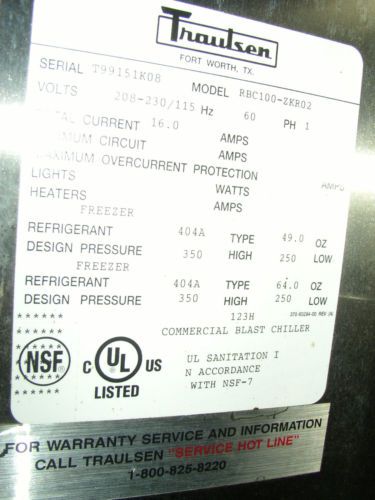 Traulsen
FORT WORTH, TX.
SERIAL T99151K08 MODEL RBC100-ZKR02
VOLTS 208-230/115 Hz 60 PH 1
TOTAL CURRENT 16.0 AMPS
MINIMUM CIRCUIT AMPS
MAXIMUM OVERCURRENT PROTECTION AMPS
LIGHTS WATTS
HEATERS AMPS
FREEZER
REFRIGERANT 404A TYPE 49.0 OZ
DESIGN PRESSURE 350 HIGH 250 LOW
FREEZER
REFRIGERANT 404A TYPE 64.0 OZ
DESIGN PRESSURE 350 HIGH 250 LOW
123H
COMMERCIAL BLAST CHILLER
NSF
C UL US
LISTED
UL SANITATION I
N ACCORDANCE
WITH NSF-7
FOR WARRANTY SERVICE AND INFORMATION
CALL TRAULSEN "SERVICE HOT LINE"
1-800-825-8220